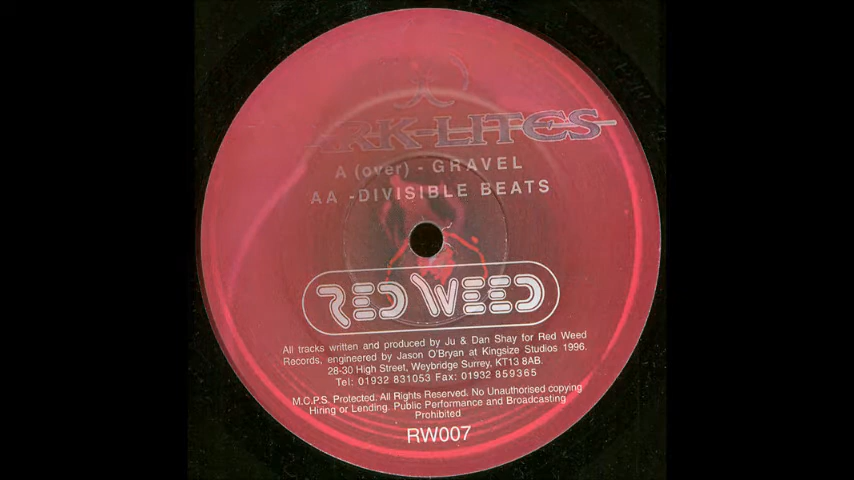 ARK-LITES
A (over) - GRAVEL
AA - DIVISIBLE BEATS
RED WEED
All tracks written and produced by Ju & Dan Shay for Red Weed
Records, engineered by Jason O'Bryan at Kingsize Studios 1996.
28-30 High Street, Weybridge Surrey, KT13 8AB.
Tel: 01932 831053 Fax: 01932 859365
M.C.P.S. Protected. All Rights Reserved. No Unauthorised copying
Hiring or Lending. Public Performance and Broadcasting
Prohibited
RW007